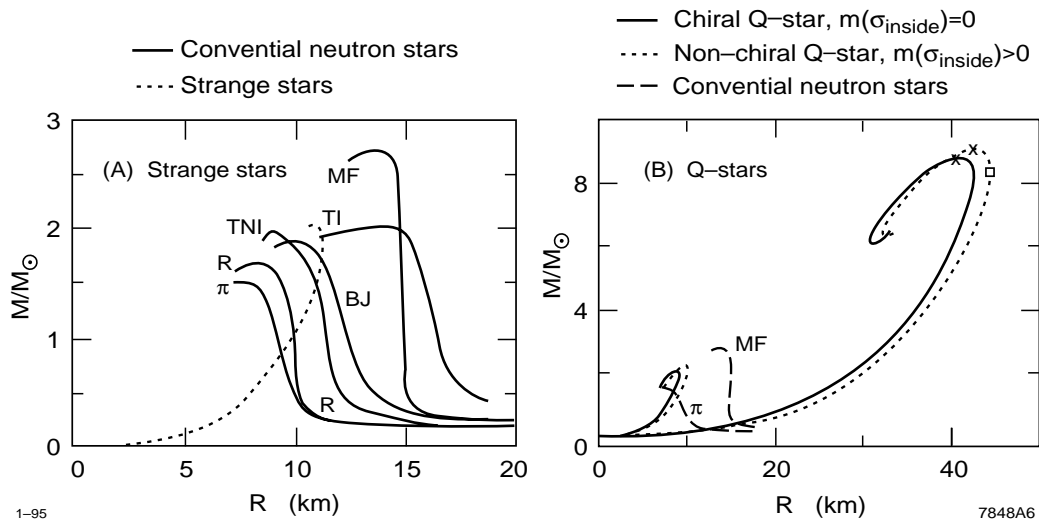 Convential neutron stars
Strange stars
Chiral Q–star, m(σinside)=0
Non–chiral Q–star, m(σinside)>0
Convential neutron stars
3
2
1
0
M/M⊙
(A) Strange stars
MF
TNI
TI
R
π
BJ
R
0 5 10 15 20
R (km)
8
4
0
M/M⊙
(B) Q–stars
x
x
MF
π
0 20 40
R (km)
1–95
7848A6